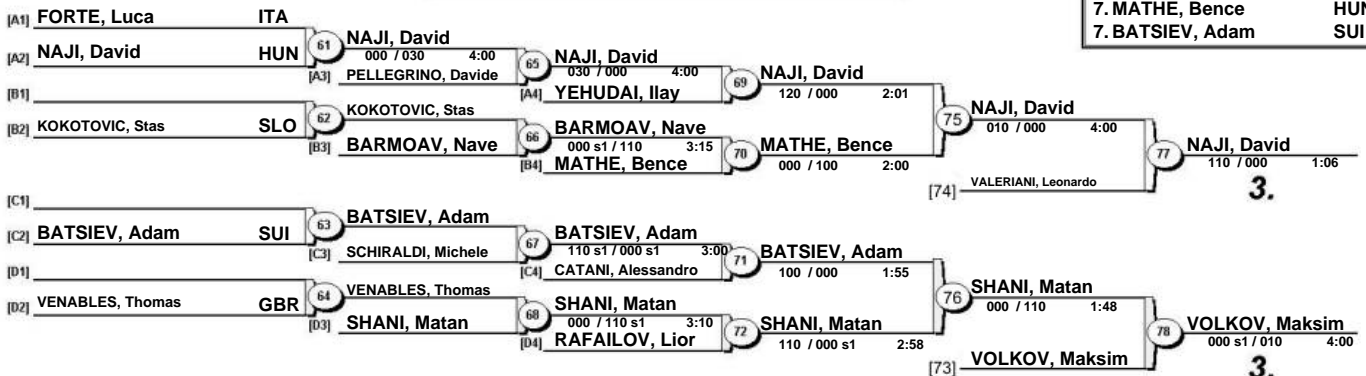 7. MATHE, Bence HUN
7. BATSIEV, Adam SUI
[A1] FORTE, Luca ITA
[A2] NAJI, David HUN
61 NAJI, David
000 / 030 4:00
[A3] PELLEGRINO, Davide
65 NAJI, David
030 / 000 4:00
[A4] YEHUDAI, Ilay
69 NAJI, David
120 / 000 2:01
[B1]
[B2] KOKOTOVIC, Stas SLO
62 KOKOTOVIC, Stas
[B3] BARMOAV, Nave
66 BARMOAV, Nave
000 s1 / 110 3:15
[B4] MATHE, Bence
70 MATHE, Bence
000 / 100 2:00
75 NAJI, David
010 / 000 4:00
[74] VALERIANI, Leonardo
77 NAJI, David
110 / 000 1:06
3.
[C1]
[C2] BATSIEV, Adam SUI
63 BATSIEV, Adam
[C3] SCHIRALDI, Michele
67 BATSIEV, Adam
110 s1 / 000 s1 3:00
[C4] CATANI, Alessandro
71 BATSIEV, Adam
100 / 000 1:55
[D1]
[D2] VENABLES, Thomas GBR
64 VENABLES, Thomas
[D3] SHANI, Matan
68 SHANI, Matan
000 / 110 s1 3:10
[D4] RAFAILOV, Lior
72 SHANI, Matan
110 / 000 s1 2:58
76 SHANI, Matan
000 / 110 1:48
[73] VOLKOV, Maksim
78 VOLKOV, Maksim
000 s1 / 010 4:00
3.